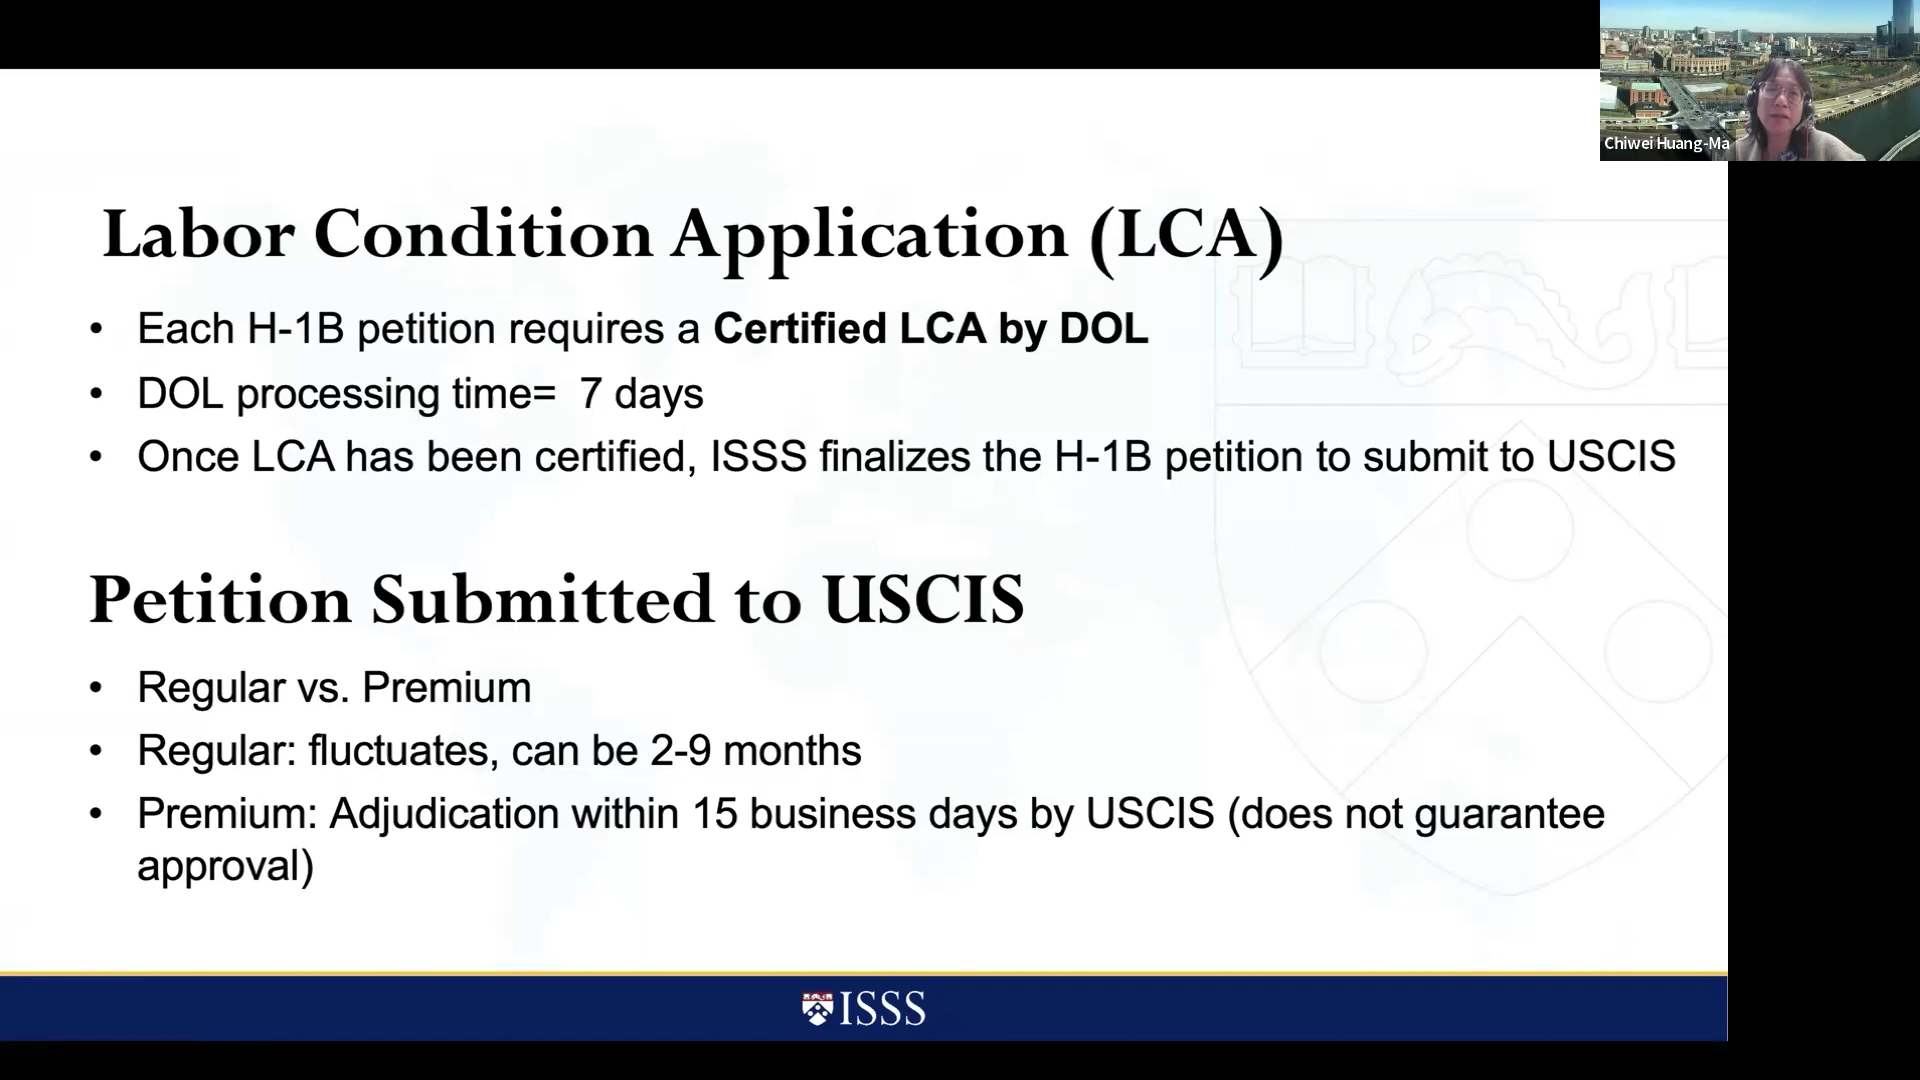 Chiwei Huang-Ma
Labor Condition Application (LCA)
• Each H-1B petition requires a Certified LCA by DOL
• DOL processing time=  7 days
• Once LCA has been certified, ISSS finalizes the H-1B petition to submit to USCIS
Petition Submitted to USCIS
• Regular vs. Premium
• Regular: fluctuates, can be 2-9 months
• Premium: Adjudication within 15 business days by USCIS (does not guarantee
approval)
ISSS